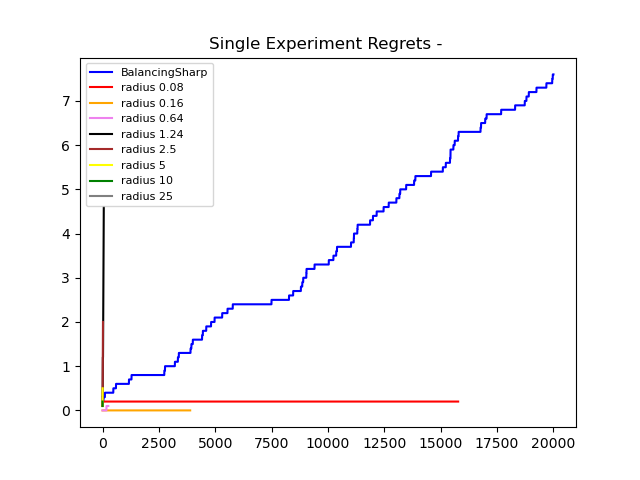 Single Experiment Regrets -
BalancingSharp
radius 0.08
radius 0.16
radius 0.64
radius 1.24
radius 2.5
radius 5
radius 10
radius 25
7
6
5
4
3
2
1
0
0 2500 5000 7500 10000 12500 15000 17500 20000